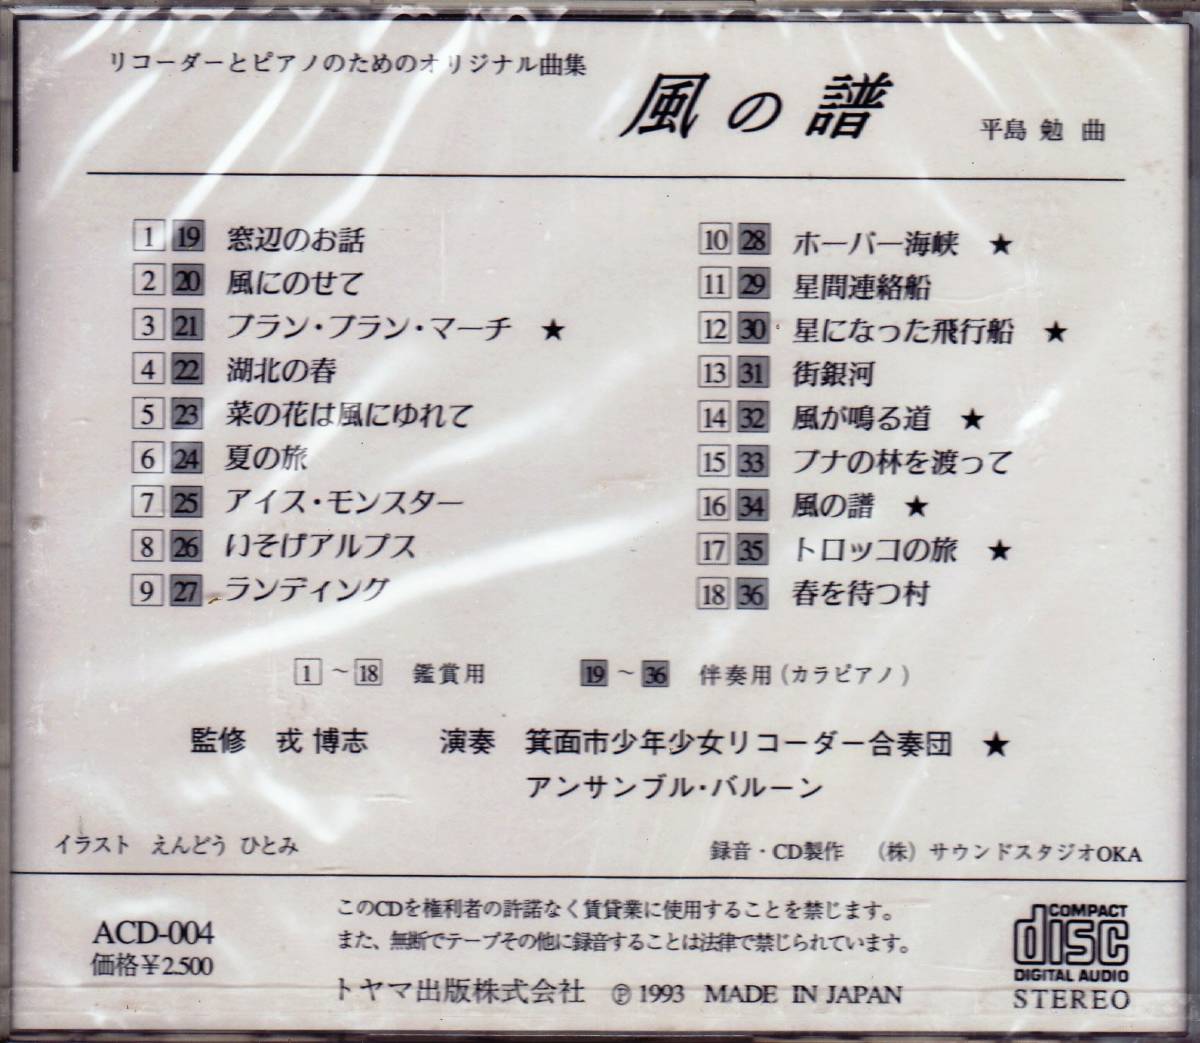 リコーダーとピアノのためのオリジナル曲集
風の譜
平島 勉 曲
1 19 窓辺のお話
2 20 風にのせて
3 21 プラン・プラン・マーチ ★
4 22 湖北の春
5 23 菜の花は風にゆれて
6 24 夏の旅
7 25 アイス・モンスター
8 26 いそげアルプス
9 27 ランディング
10 28 ホーバー海峡 ★
11 29 星間連絡船
12 30 星になった飛行船 ★
13 31 街銀河
14 32 風が鳴る道 ★
15 33 ブナの林を渡って
16 34 風の譜 ★
17 35 トロッコの旅 ★
18 36 春を待つ村
1 ～ 18 鑑賞用 19 ～ 36 伴奏用(カラピアノ)
監修 戎 博志 演奏 箕面市少年少女リコーダー合奏団 ★
アンサンブル・バルーン
イラスト えんどう ひとみ
録音・CD製作 （株）サウンドスタジオOKA
ACD-004
価格￥2,500
このCDを権利者の許諾なく賃貸業に使用することを禁じます。
また、無断でテープその他に録音することは法律で禁じられています。
トヤマ出版株式会社 ℗ 1993 MADE IN JAPAN
COMPACT
disc
DIGITAL AUDIO
STEREO